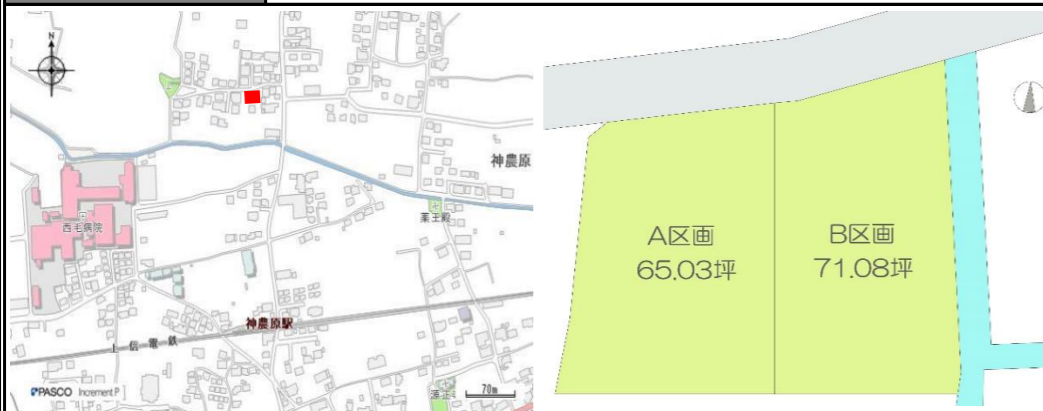 N
神農原
西毛病院
薬王殿
神農原駅
上信電鉄
PASCO Increment P
70m
A区画
65.03坪
B区画
71.08坪